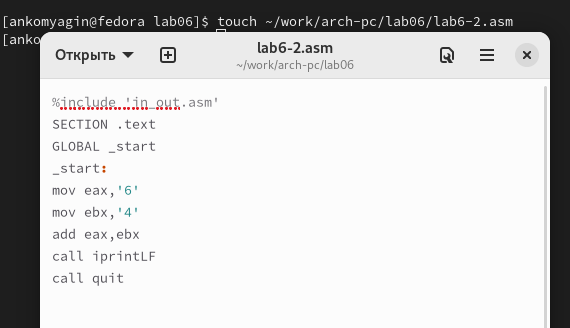 [ankomyagin@fedora lab06]$ touch ~/work/arch-pc/lab06/lab6-2.asm
[anko
Открыть
lab6-2.asm
~/work/arch-pc/lab06
%include 'in_out.asm'
SECTION .text
GLOBAL _start
_start:
mov eax,'6'
mov ebx,'4'
add eax,ebx
call iprintLF
call quit